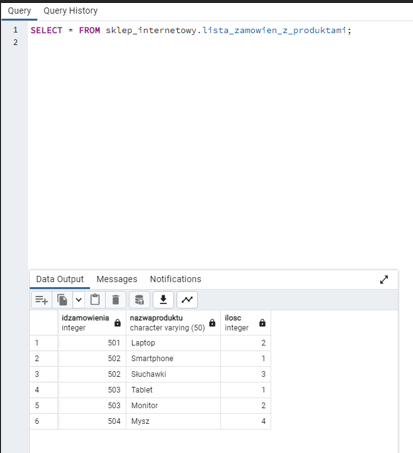 Query Query History
1 SELECT * FROM sklep_internetowy.lista_zamowien_z_produktami;
2
Data Output Messages Notifications
idzamowienia nazwaproduktu ilosc
integer character varying (50) integer
1 501 Laptop 2
2 502 Smartphone 1
3 502 Słuchawki 3
4 503 Tablet 1
5 503 Monitor 2
6 504 Mysz 4